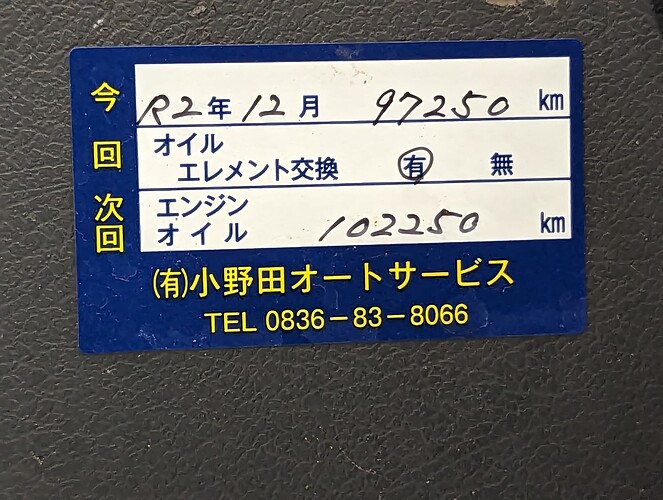 今回
R2年12月 97250 km
オイル
エレメント交換 有 無
次回
エンジン
オイル 102250 km
㈲小野田オートサービス
TEL 0836-83-8066